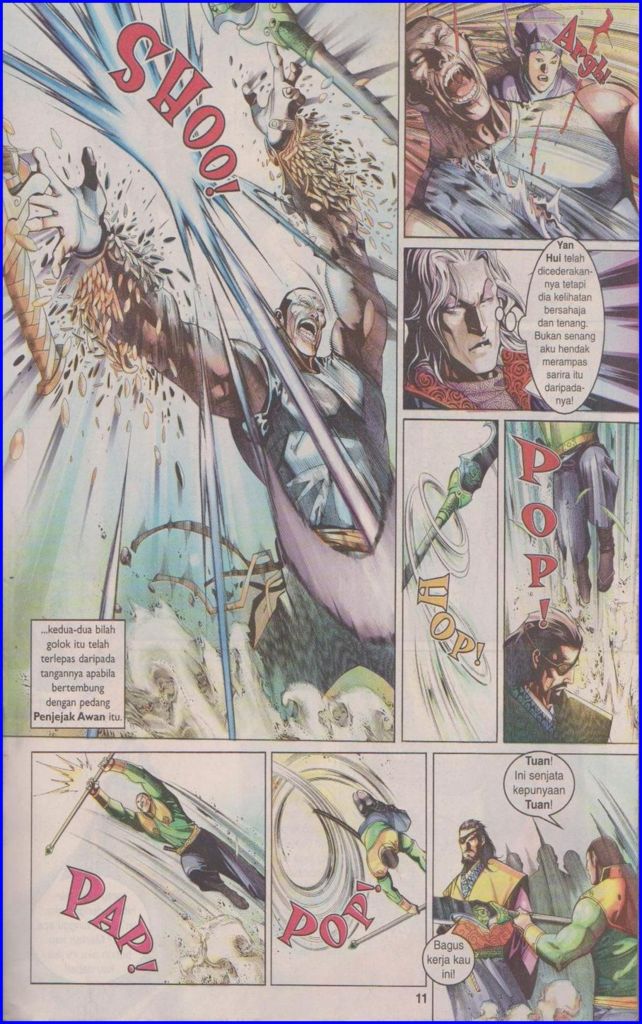 SHOO!
Argh!
Yan
Hui telah
dicederakan-
nya tetapi
dia kelihatan
bersahaja
dan tenang.
Bukan senang
aku hendak
merampas
sarira itu
daripada-
nya!
HOP!
POP!
...kedua-dua bilah
golok itu telah
terlepas daripada
tangannya apabila
bertembung
dengan pedang
Penjejak Awan itu.
PAP!
POP!
Tuan!
Ini senjata
kepunyaan
Tuan!
Bagus
kerja kau
ini!
11